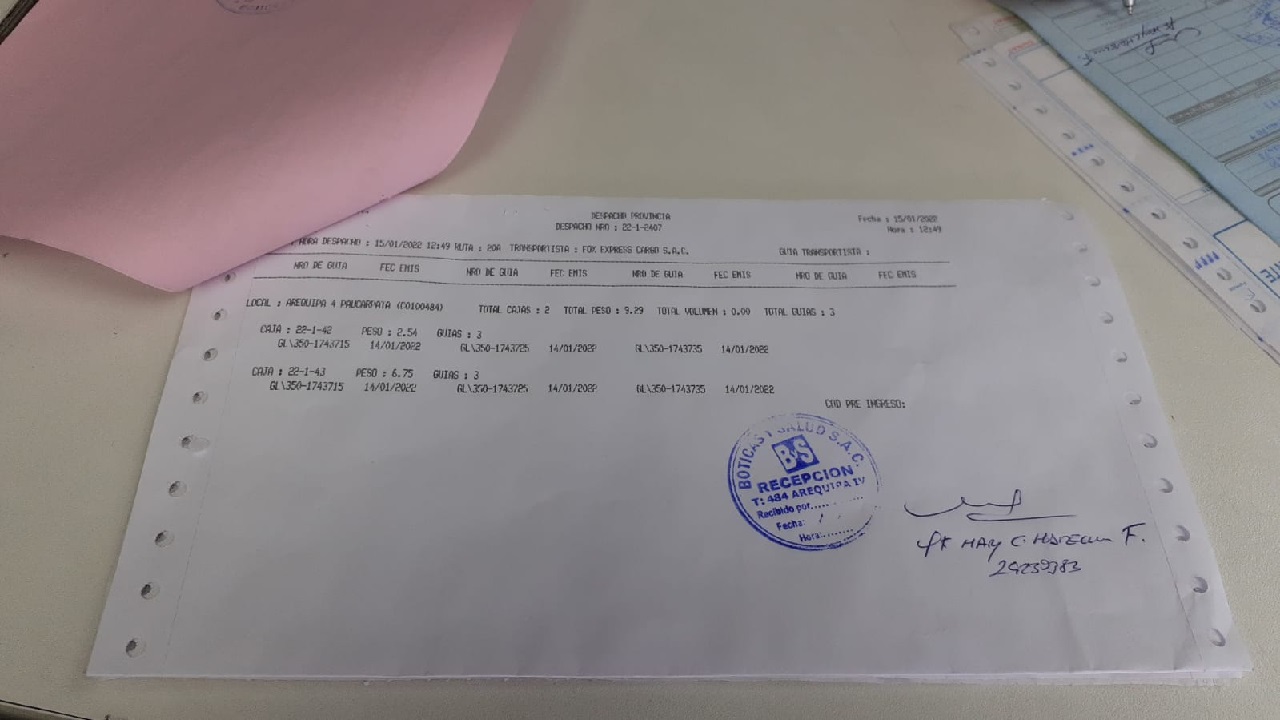 DESPACHO PROVINCIA
DESPACHO NRO : 22-1-2407
Fecha : 15/01/2022
Hora : 12:49
HORA DESPACHO : 15/01/2022 12:49 RUTA : 20A TRANSPORTISTA : FOX EXPRESS CARGO S.A.C. GUIA TRANSPORTISTA :
NRO DE GUIA FEC EMIS NRO DE GUIA FEC EMIS NRO DE GUIA FEC EMIS NRO DE GUIA FEC EMIS
LOCAL : AREQUIPA 4 PAUCARPATA (C0100484) TOTAL CAJAS : 2 TOTAL PESO : 9.29 TOTAL VOLUMEN : 0.00 TOTAL GUIAS : 3
CAJA : 22-1-42 PESO : 2.54 GUIAS : 3
GL\350-1743715 14/01/2022 GL\350-1743725 14/01/2022 GL\350-1743735 14/01/2022
CAJA : 22-1-43 PESO : 6.75 GUIAS : 3
GL\350-1743715 14/01/2022 GL\350-1743725 14/01/2022 GL\350-1743735 14/01/2022
COD PRE INGRESO:
BOTICAS Y SALUD S.A.C.
BS
RECEPCION
T: 484 AREQUIPA IV
Recibido por......
Fecha: /
Hora:........
MAY C. F.